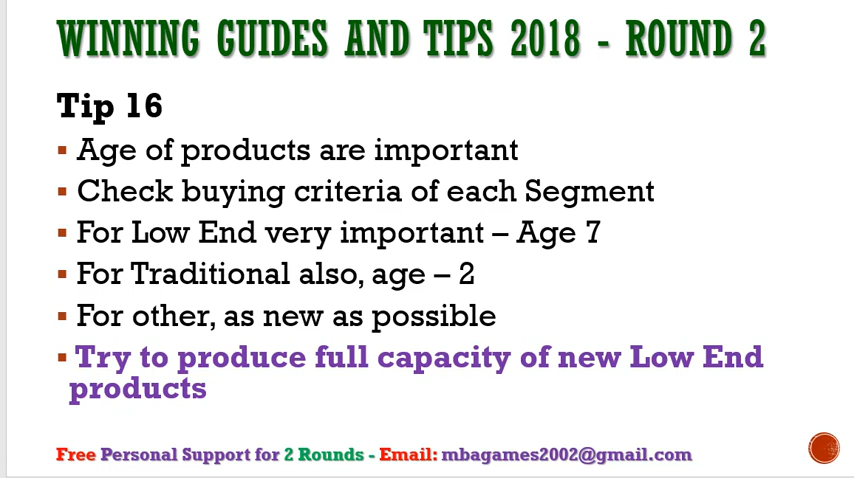 WINNING GUIDES AND TIPS 2018 - ROUND 2
Tip 16
▪ Age of products are important
▪ Check buying criteria of each Segment
▪ For Low End very important – Age 7
▪ For Traditional also, age – 2
▪ For other, as new as possible
▪ Try to produce full capacity of new Low End
products
Free Personal Support for 2 Rounds - Email: mbagames2002@gmail.com